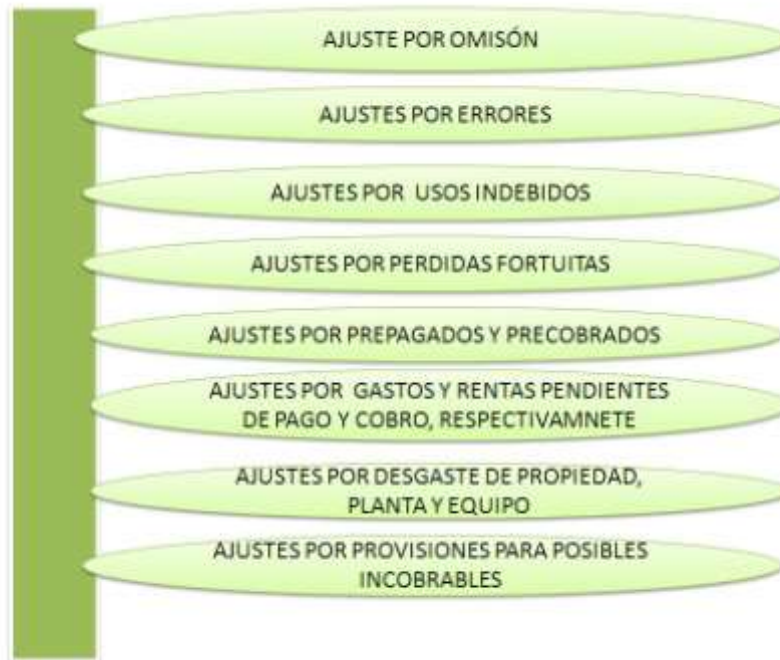 AJUSTE POR OMISÓN
AJUSTES POR ERRORES
AJUSTES POR USOS INDEBIDOS
AJUSTES POR PERDIDAS FORTUITAS
AJUSTES POR PREPAGADOS Y PRECOBRADOS
AJUSTES POR GASTOS Y RENTAS PENDIENTES
DE PAGO Y COBRO, RESPECTIVAMNETE
AJUSTES POR DESGASTE DE PROPIEDAD,
PLANTA Y EQUIPO
AJUSTES POR PROVISIONES PARA POSIBLES
INCOBRABLES